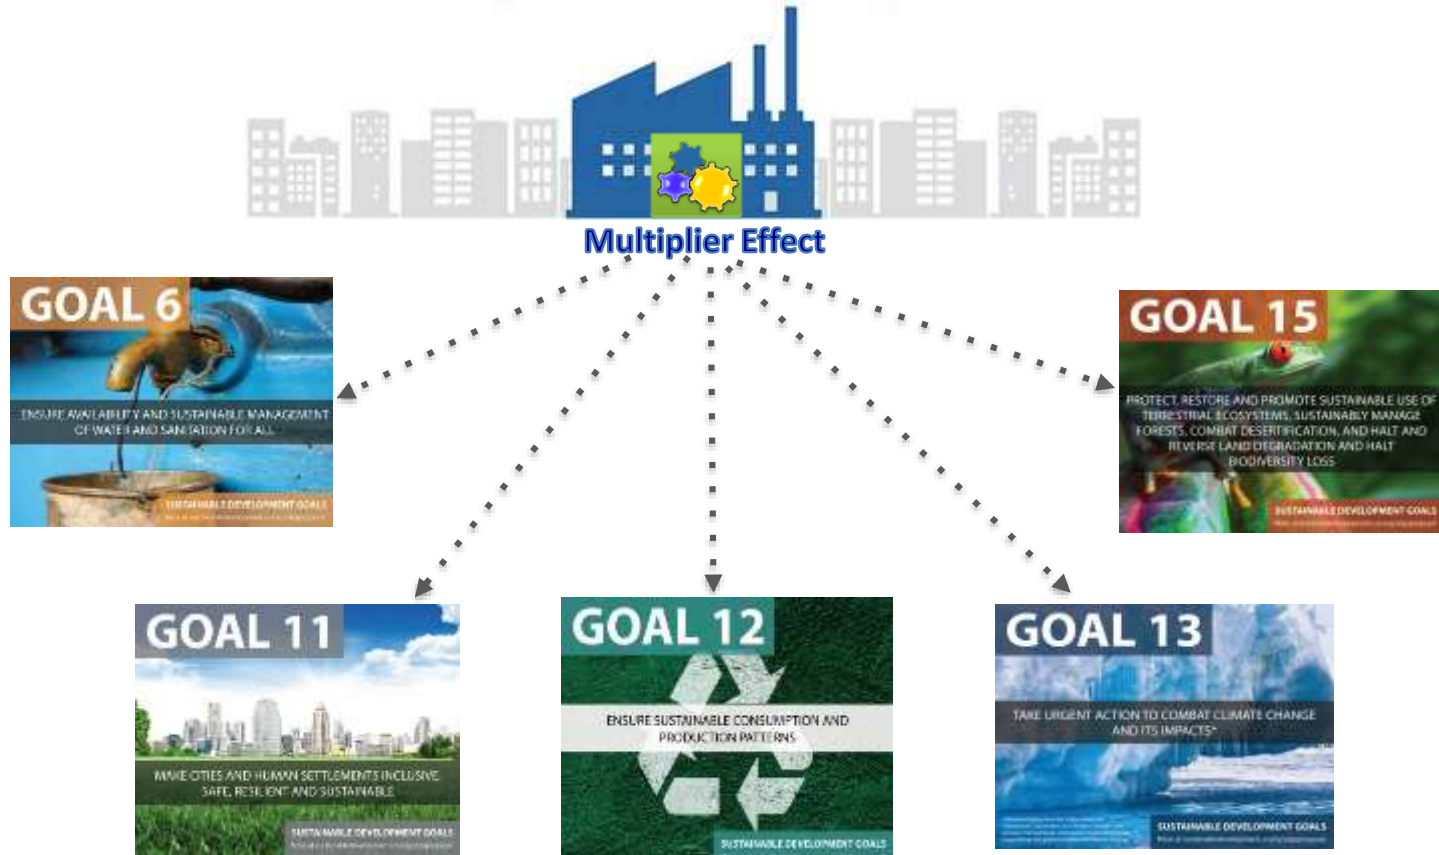 Multiplier Effect
GOAL 6
ENSURE AVAILABILITY AND SUSTAINABLE MANAGEMENT
OF WATER AND SANITATION FOR ALL
SUSTAINABLE DEVELOPMENT GOALS
GOAL 15
PROTECT, RESTORE AND PROMOTE SUSTAINABLE USE OF
TERRESTRIAL ECOSYSTEMS, SUSTAINABLY MANAGE
FORESTS, COMBAT DESERTIFICATION, AND HALT AND
REVERSE LAND DEGRADATION AND HALT
BIODIVERSITY LOSS
SUSTAINABLE DEVELOPMENT GOALS
GOAL 11
MAKE CITIES AND HUMAN SETTLEMENTS INCLUSIVE,
SAFE, RESILIENT AND SUSTAINABLE
SUSTAINABLE DEVELOPMENT GOALS
GOAL 12
ENSURE SUSTAINABLE CONSUMPTION AND
PRODUCTION PATTERNS
SUSTAINABLE DEVELOPMENT GOALS
GOAL 13
TAKE URGENT ACTION TO COMBAT CLIMATE CHANGE
AND ITS IMPACTS*
SUSTAINABLE DEVELOPMENT GOALS